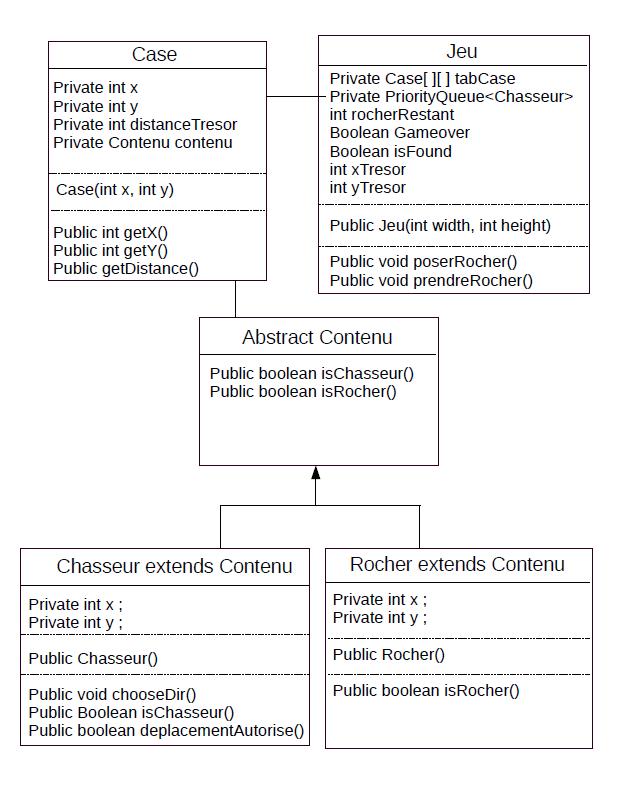 Case
Private int x
Private int y
Private int distanceTresor
Private Contenu contenu
Case(int x, int y)
Public int getX()
Public int getY()
Public getDistance()
Jeu
Private Case[ ][ ] tabCase
Private PriorityQueue<Chasseur>
int rocherRestant
Boolean Gameover
Boolean isFound
int xTresor
int yTresor
Public Jeu(int width, int height)
Public void poserRocher()
Public void prendreRocher()
Abstract Contenu
Public boolean isChasseur()
Public boolean isRocher()
Chasseur extends Contenu
Private int x ;
Private int y ;
Public Chasseur()
Public void chooseDir()
Public Boolean isChasseur()
Public boolean deplacementAutorise()
Rocher extends Contenu
Private int x ;
Private int y ;
Public Rocher()
Public boolean isRocher()